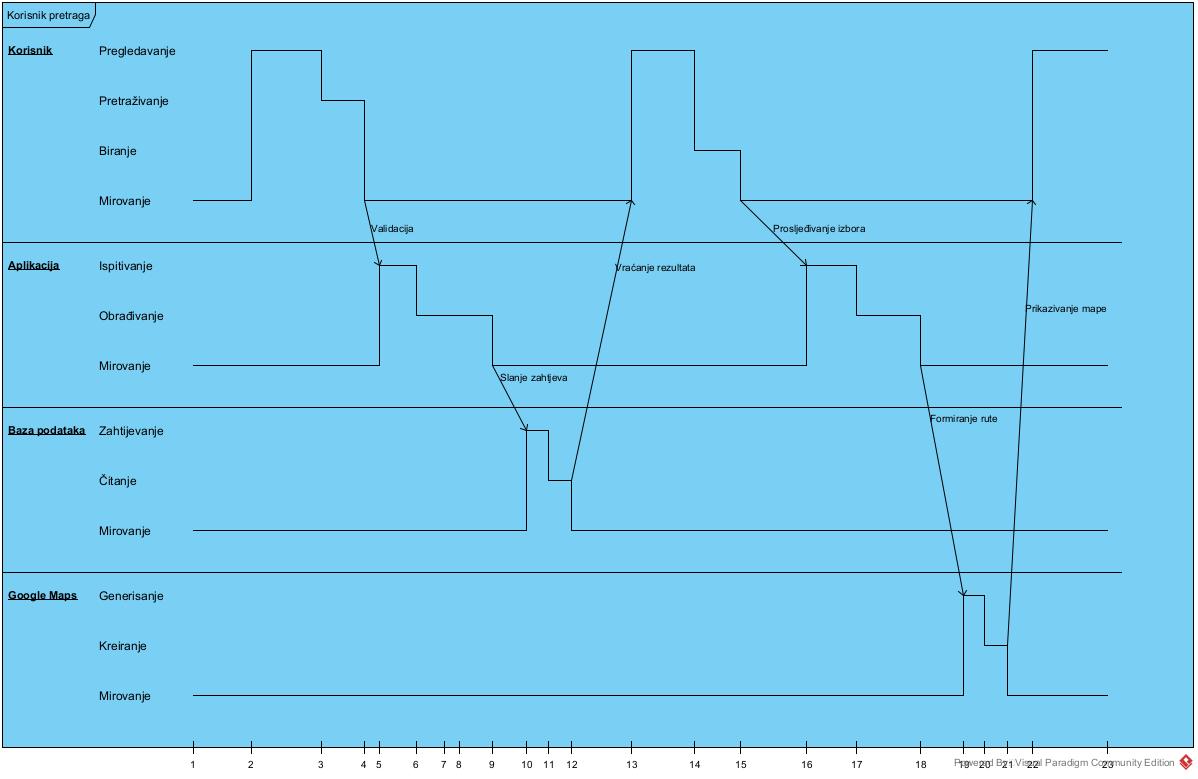 Korisnik pretraga
Korisnik
Pregledavanje
Pretraživanje
Biranje
Mirovanje
Validacija
Prosljeđivanje izbora
Aplikacija
Ispitivanje
Vraćanje rezultata
Obrađivanje
Prikazivanje mape
Mirovanje
Slanje zahtjeva
Formiranje rute
Baza podataka
Zahtijevanje
Čitanje
Mirovanje
Google Maps
Generisanje
Kreiranje
Mirovanje
1 2 3 4 5 6 7 8 9 10 11 12 13 14 15 16 17 18 19 20 21 22 23
Powered By: Visual Paradigm Community Edition